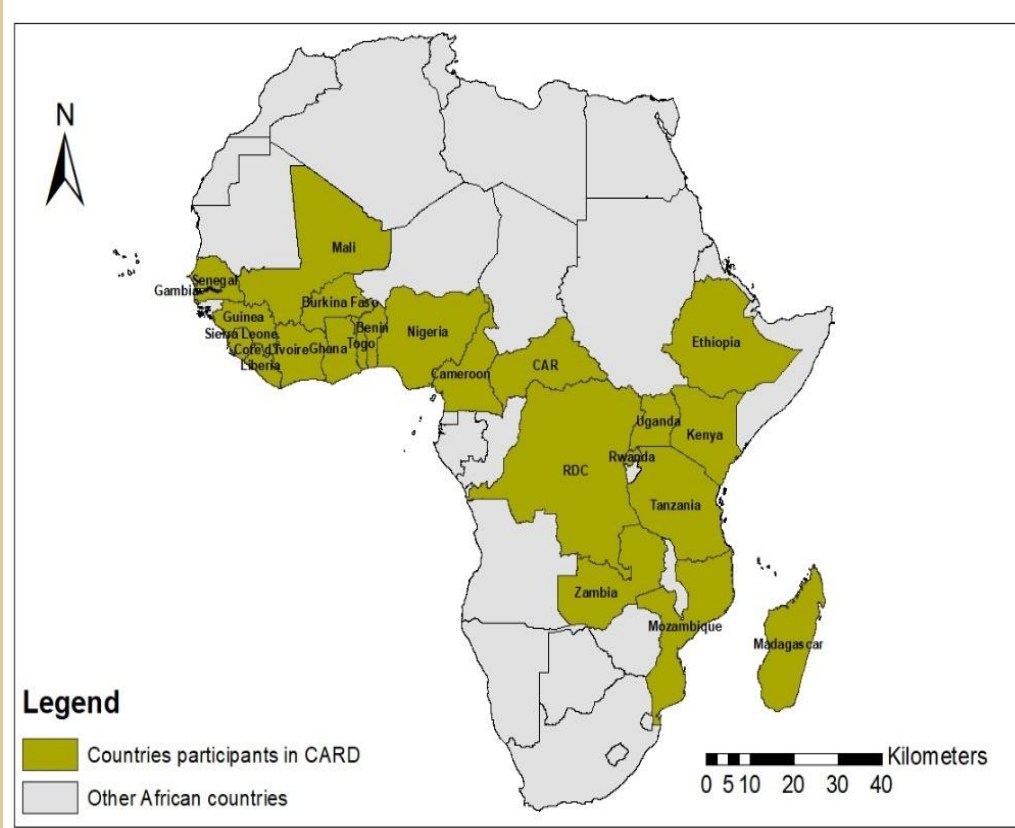 N
Mali
Senegal
Gambia
Burkina Faso
Guinea
Benin
Nigeria
Sierra Leone
Togo
Cote d'Ivoire
Ghana
Liberia
Cameroon
CAR
Ethiopia
Uganda
Kenya
Rwanda
RDC
Tanzania
Zambia
Mozambique
Madagascar
Legend
Countries participants in CARD
Other African countries
Kilometers
0 5 10 20 30 40